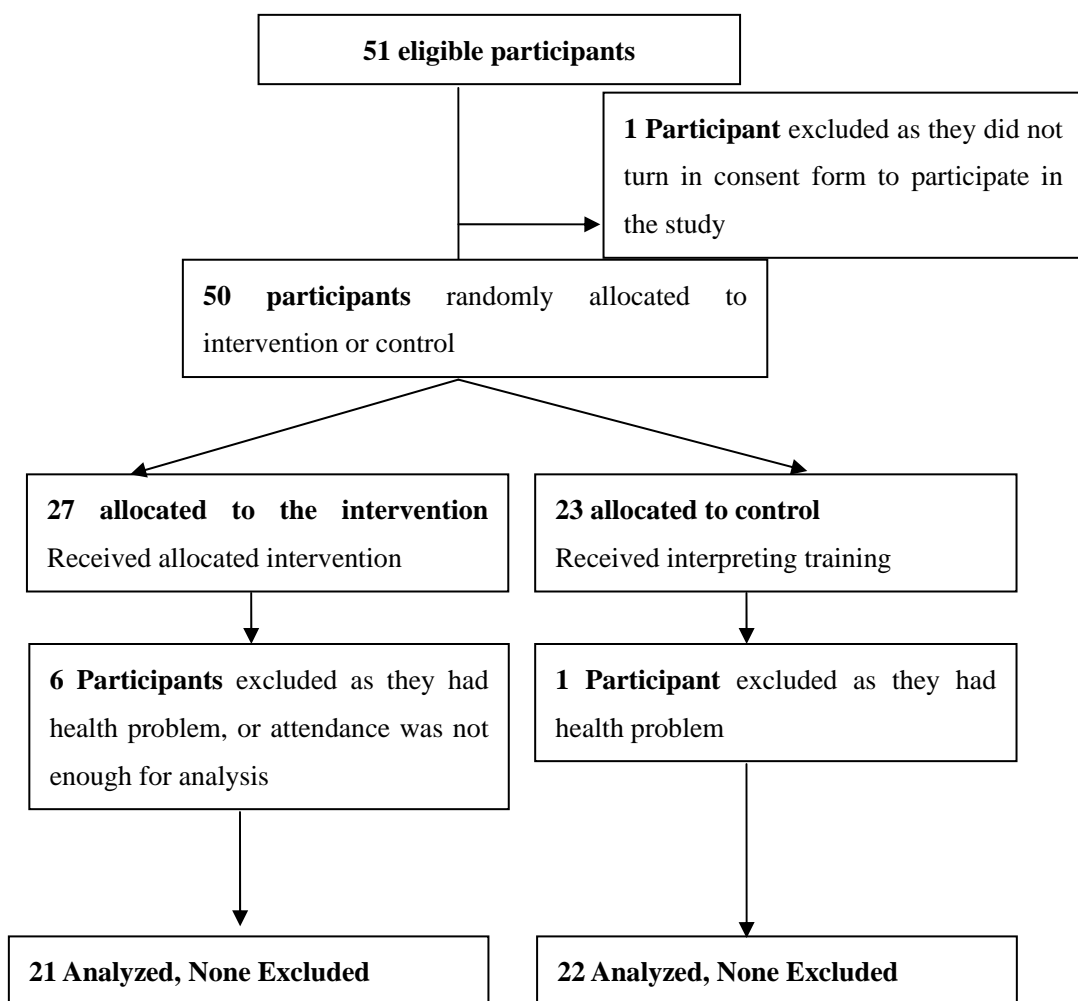 51 eligible participants
1 Participant excluded as they did not
turn in consent form to participate in
the study
50 participants randomly allocated to
intervention or control
27 allocated to the intervention
Received allocated intervention
23 allocated to control
Received interpreting training
6 Participants excluded as they had
health problem, or attendance was not
enough for analysis
1 Participant excluded as they had
health problem
21 Analyzed, None Excluded
22 Analyzed, None Excluded